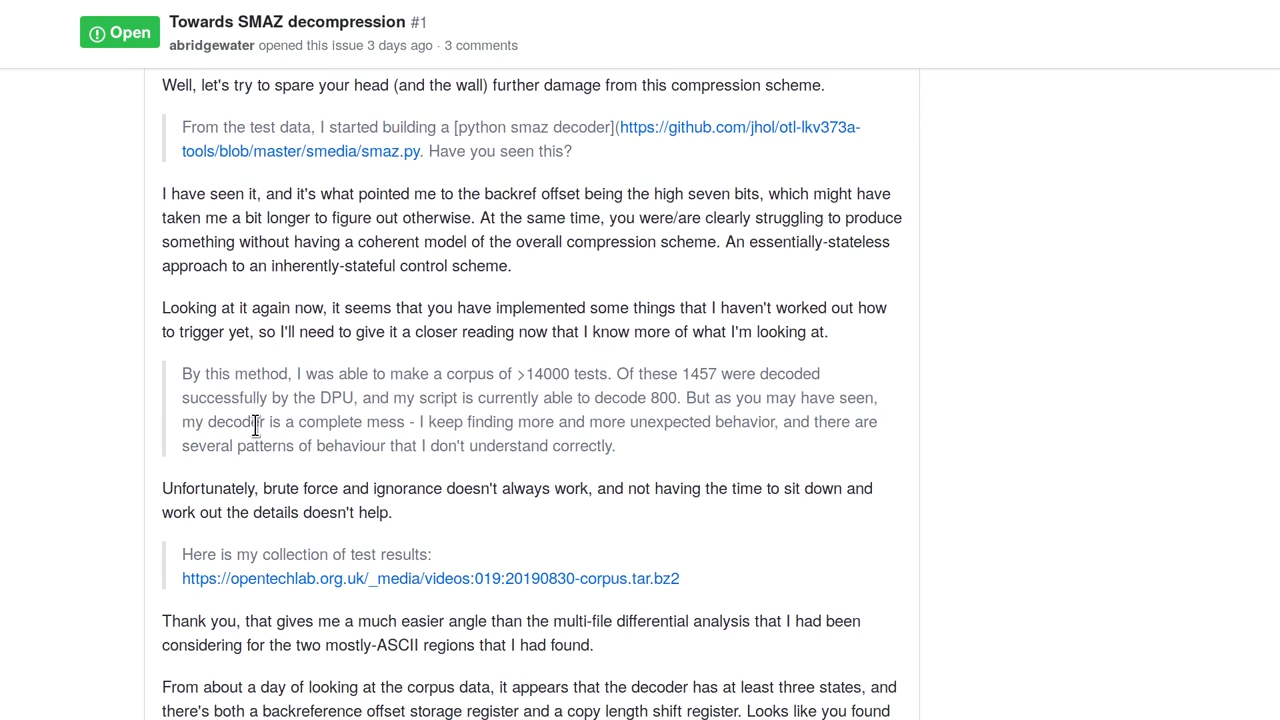 Open
Towards SMAZ decompression #1
abridgewater opened this issue 3 days ago · 3 comments
Well, let's try to spare your head (and the wall) further damage from this compression scheme.
From the test data, I started building a [python smaz decoder](https://github.com/jhol/otl-lkv373a-
tools/blob/master/smedia/smaz.py. Have you seen this?
I have seen it, and it's what pointed me to the backref offset being the high seven bits, which might have
taken me a bit longer to figure out otherwise. At the same time, you were/are clearly struggling to produce
something without having a coherent model of the overall compression scheme. An essentially-stateless
approach to an inherently-stateful control scheme.
Looking at it again now, it seems that you have implemented some things that I haven't worked out how
to trigger yet, so I'll need to give it a closer reading now that I know more of what I'm looking at.
By this method, I was able to make a corpus of >14000 tests. Of these 1457 were decoded
successfully by the DPU, and my script is currently able to decode 800. But as you may have seen,
my decoder is a complete mess - I keep finding more and more unexpected behavior, and there are
several patterns of behaviour that I don't understand correctly.
Unfortunately, brute force and ignorance doesn't always work, and not having the time to sit down and
work out the details doesn't help.
Here is my collection of test results:
https://opentechlab.org.uk/_media/videos:019:20190830-corpus.tar.bz2
Thank you, that gives me a much easier angle than the multi-file differential analysis that I had been
considering for the two mostly-ASCII regions that I had found.
From about a day of looking at the corpus data, it appears that the decoder has at least three states, and
there's both a backreference offset storage register and a copy length shift register. Looks like you found